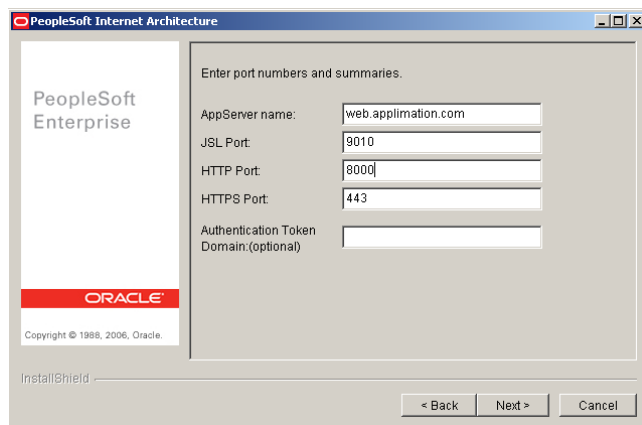 PeopleSoft Internet Architecture
PeopleSoft
Enterprise
ORACLE
Copyright © 1988, 2006, Oracle.
Enter port numbers and summaries.
AppServer name: web.applimation.com
JSL Port: 9010
HTTP Port: 8000
HTTPS Port: 443
Authentication Token
Domain:(optional)
InstallShield
< Back Next > Cancel